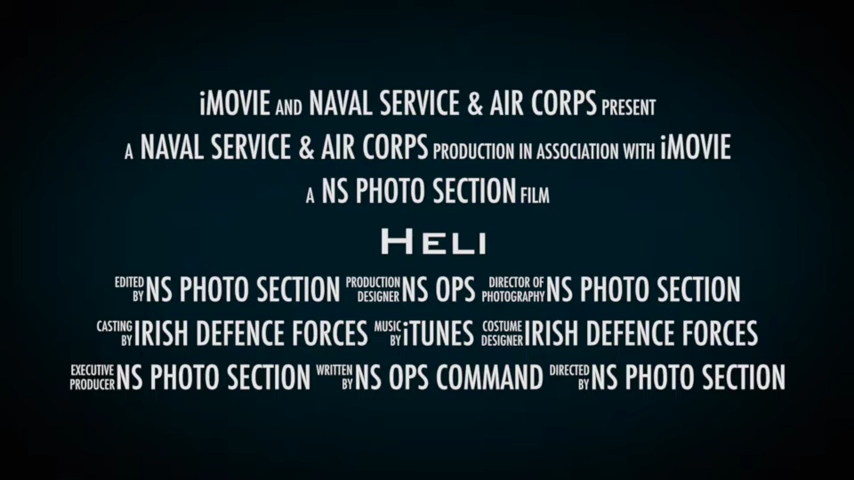 iMOVIE AND NAVAL SERVICE & AIR CORPS PRESENT
A NAVAL SERVICE & AIR CORPS PRODUCTION IN ASSOCIATION WITH iMOVIE
A NS PHOTO SECTION FILM
HELI
EDITED BY NS PHOTO SECTION PRODUCTION DESIGNER NS OPS DIRECTOR OF PHOTOGRAPHY NS PHOTO SECTION
CASTING BY IRISH DEFENCE FORCES MUSIC BY iTUNES COSTUME DESIGNER IRISH DEFENCE FORCES
EXECUTIVE PRODUCER NS PHOTO SECTION WRITTEN BY NS OPS COMMAND DIRECTED BY NS PHOTO SECTION